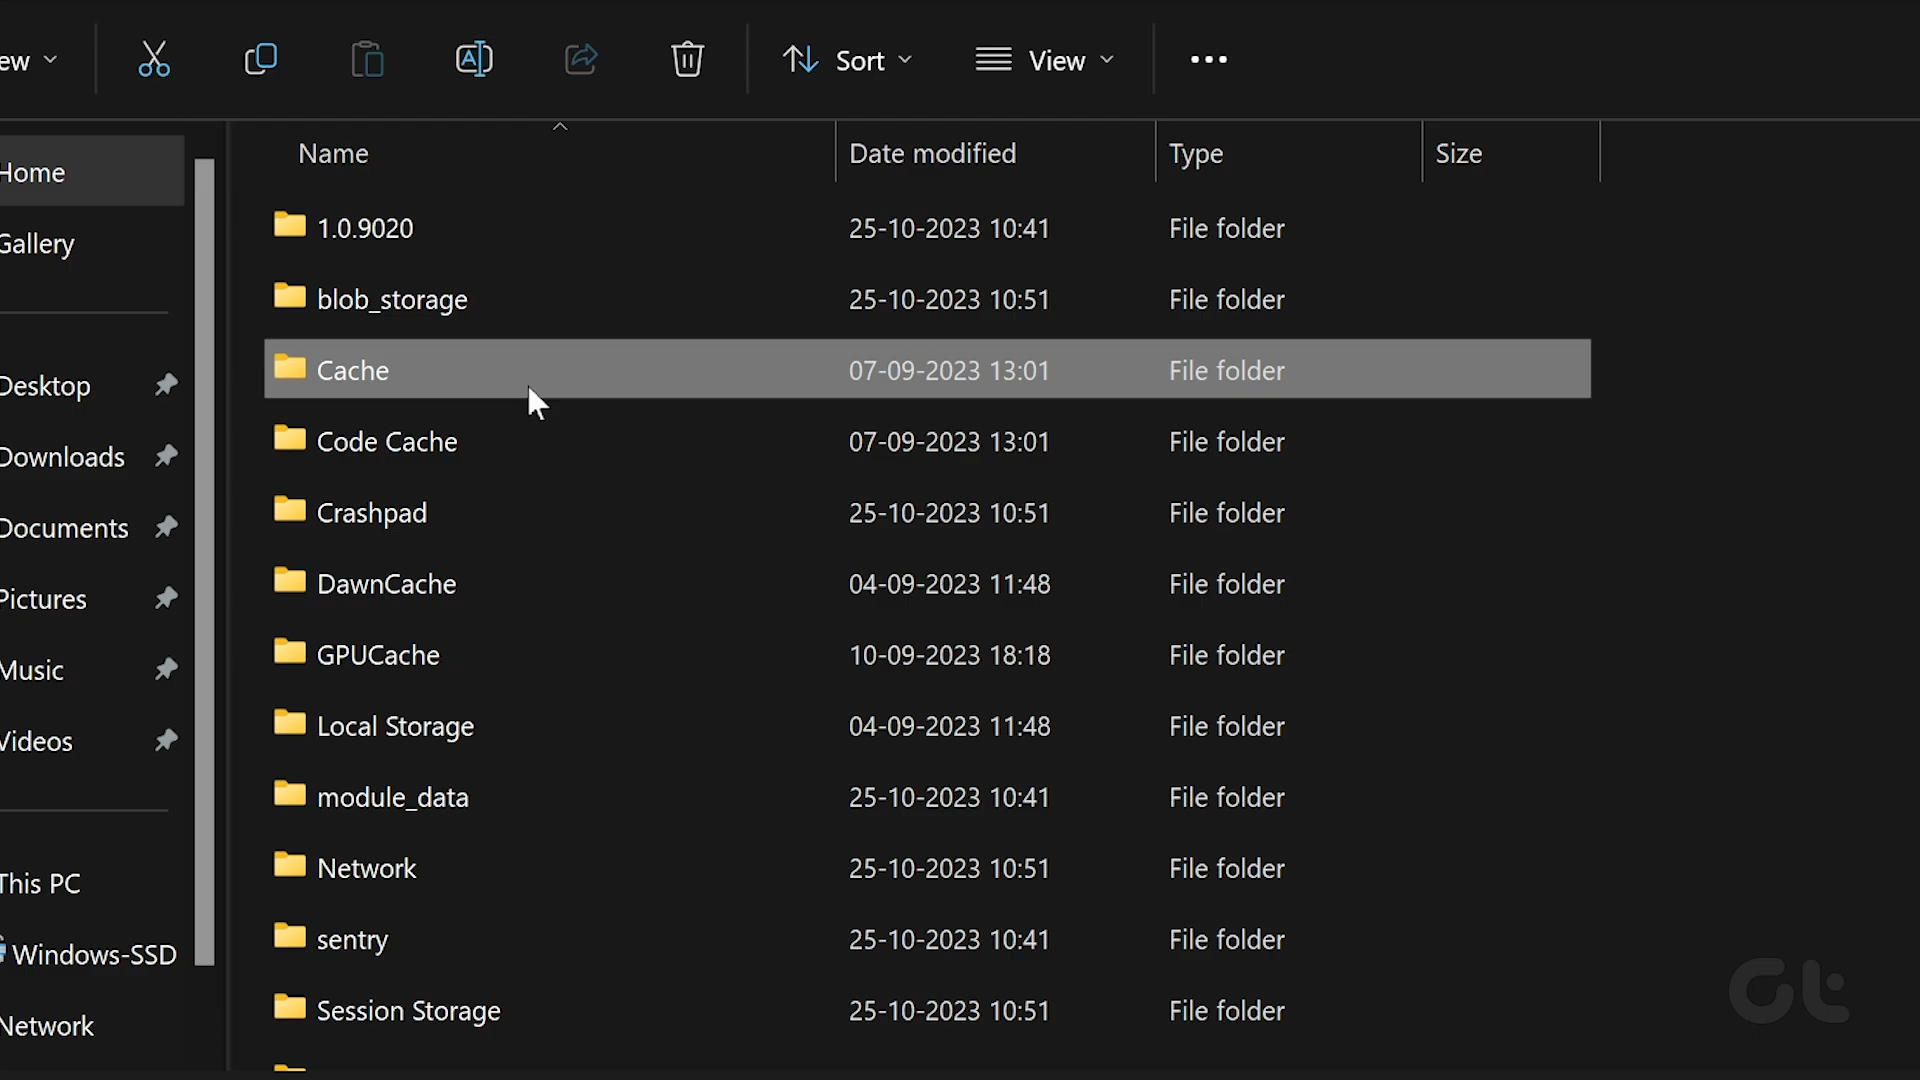 ew
Sort
View
Name
Date modified
Type
Size
1.0.9020 25-10-2023 10:41 File folder
blob_storage 25-10-2023 10:51 File folder
Cache 07-09-2023 13:01 File folder
Code Cache 07-09-2023 13:01 File folder
Crashpad 25-10-2023 10:51 File folder
DawnCache 04-09-2023 11:48 File folder
GPUCache 10-09-2023 18:18 File folder
Local Storage 04-09-2023 11:48 File folder
module_data 25-10-2023 10:41 File folder
Network 25-10-2023 10:51 File folder
sentry 25-10-2023 10:41 File folder
Session Storage 25-10-2023 10:51 File folder
Home
Gallery
Desktop
Downloads
Documents
Pictures
Music
Videos
This PC
Windows-SSD
Network
Gt